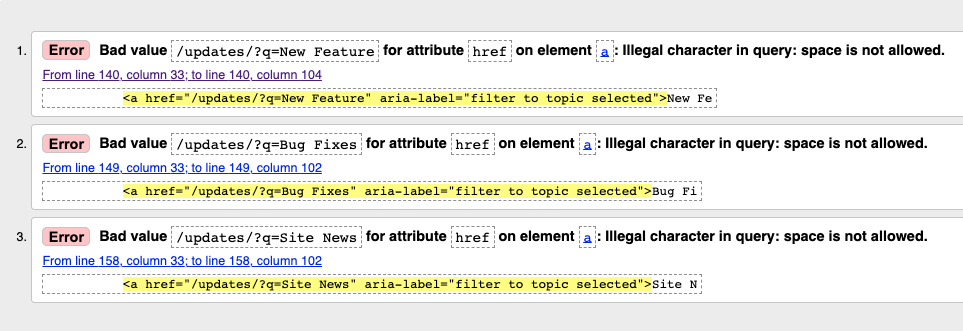 1. Error Bad value /updates/?q=New Feature for attribute href on element a: Illegal character in query: space is not allowed.
From line 140, column 33; to line 140, column 104
<a href="/updates/?q=New Feature" aria-label="filter to topic selected">New Fe
2. Error Bad value /updates/?q=Bug Fixes for attribute href on element a: Illegal character in query: space is not allowed.
From line 149, column 33; to line 149, column 102
<a href="/updates/?q=Bug Fixes" aria-label="filter to topic selected">Bug Fi
3. Error Bad value /updates/?q=Site News for attribute href on element a: Illegal character in query: space is not allowed.
From line 158, column 33; to line 158, column 102
<a href="/updates/?q=Site News" aria-label="filter to topic selected">Site N